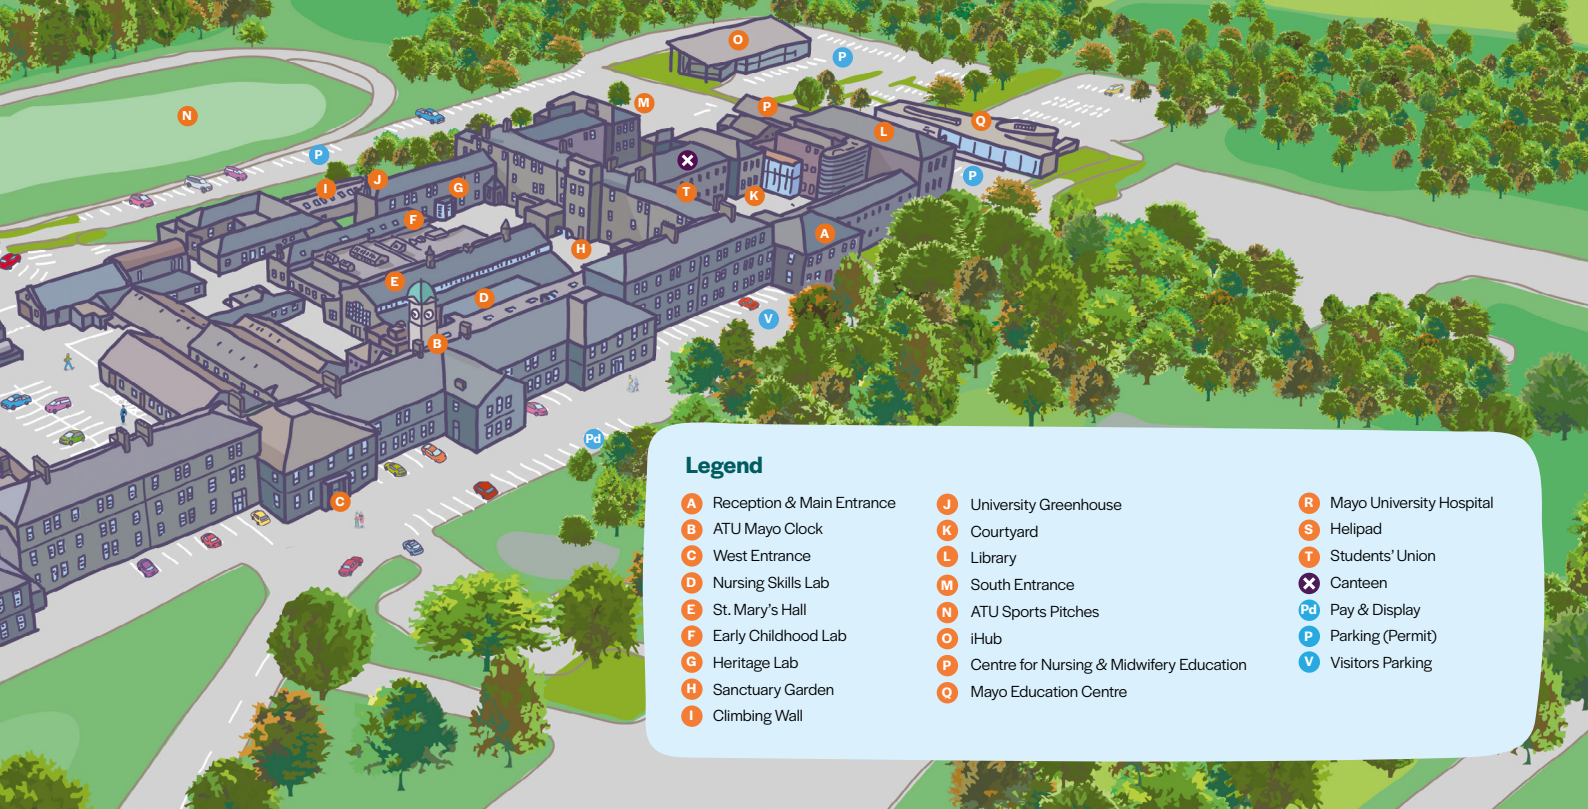 O
P
M
P
Q
L
N
P
J
I
G
T
K
P
F
A
H
E
D
V
B
Pd
C
Legend
A Reception & Main Entrance
B ATU Mayo Clock
C West Entrance
D Nursing Skills Lab
E St. Mary's Hall
F Early Childhood Lab
G Heritage Lab
H Sanctuary Garden
I Climbing Wall
J University Greenhouse
K Courtyard
L Library
M South Entrance
N ATU Sports Pitches
O iHub
P Centre for Nursing & Midwifery Education
Q Mayo Education Centre
R Mayo University Hospital
S Helipad
T Students' Union
Canteen
Pd Pay & Display
P Parking (Permit)
V Visitors Parking